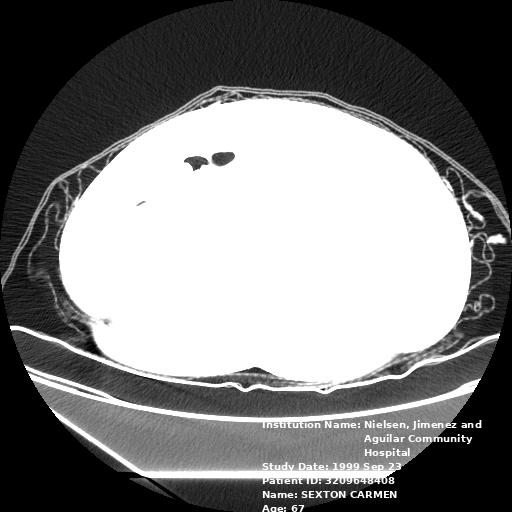 Institution Name: Nielsen, Jimenez and
Aguilar Community
Hospital
Study Date: 1999 Sep 23
Patient ID: 3209648408
Name: SEXTON CARMEN
Age: 67